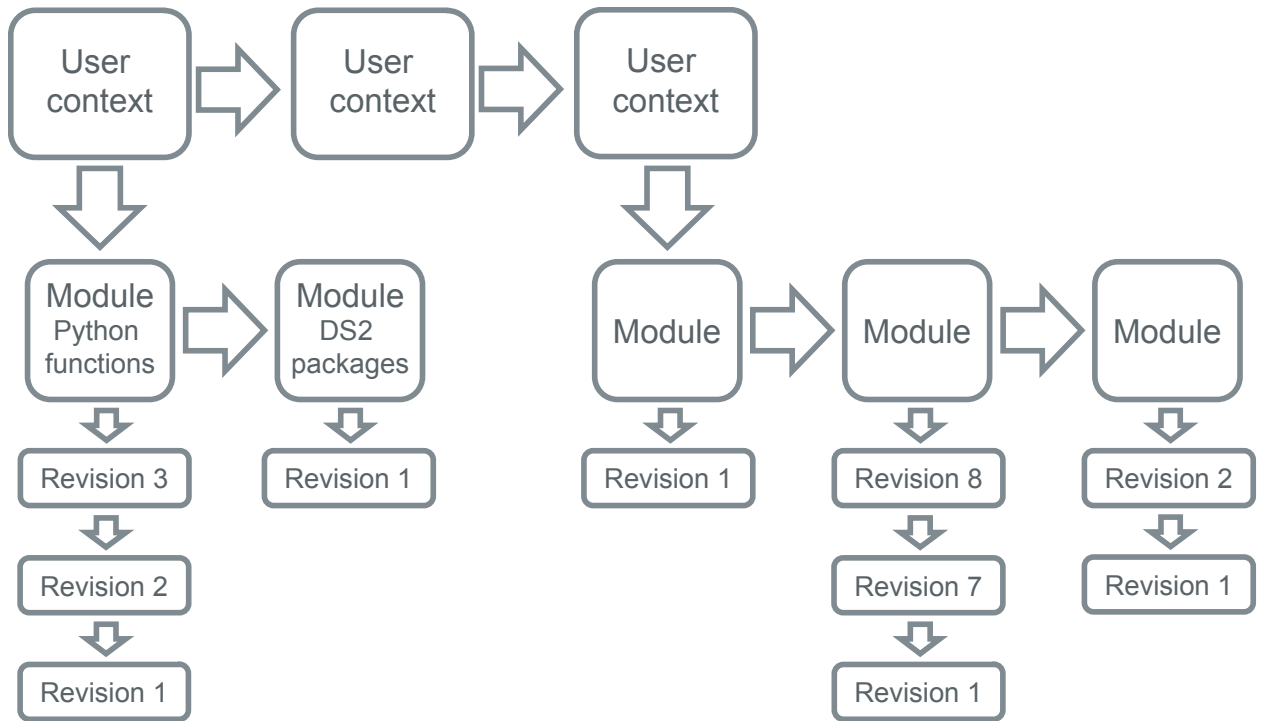 User
context
User
context
User
context
Module
Python
functions
Module
DS2
packages
Module
Module
Module
Revision 3
Revision 1
Revision 1
Revision 8
Revision 2
Revision 2
Revision 7
Revision 1
Revision 1
Revision 1